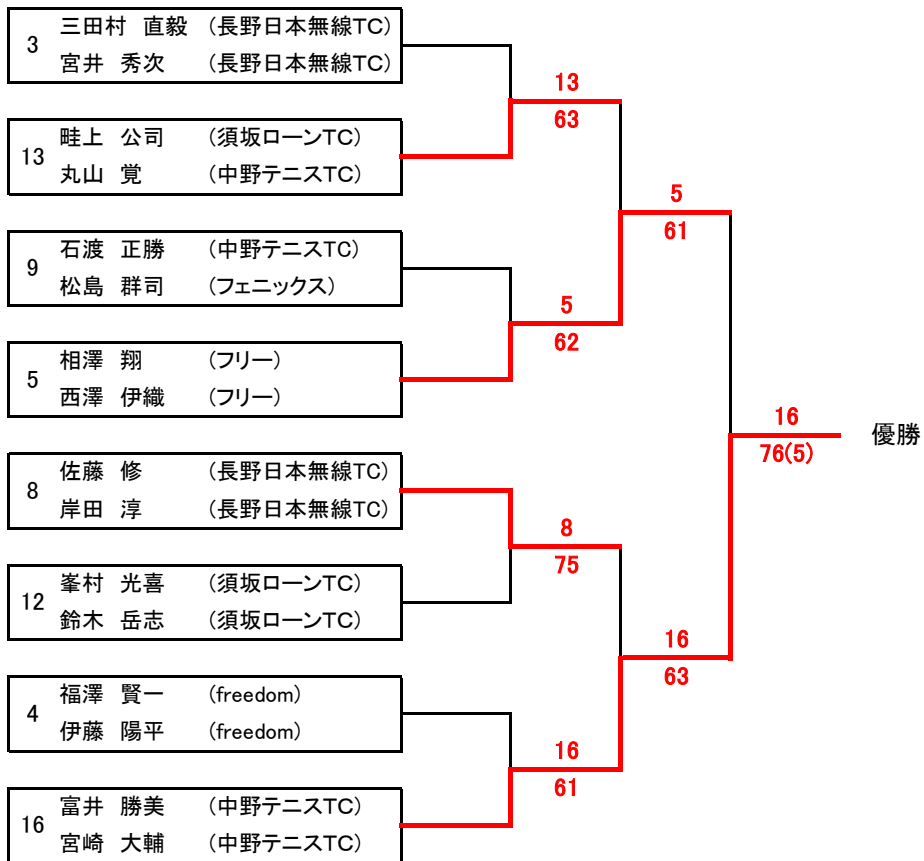 3 三田村 直毅 (長野日本無線TC)
宮井 秀次 (長野日本無線TC)
13
63
13 畦上 公司 (須坂ローンTC)
丸山 覚 (中野テニスTC)
5
61
9 石渡 正勝 (中野テニスTC)
松島 群司 (フェニックス)
5
62
5 相澤 翔 (フリー)
西澤 伊織 (フリー)
16
76(5)
優勝
8 佐藤 修 (長野日本無線TC)
岸田 淳 (長野日本無線TC)
8
75
12 峯村 光喜 (須坂ローンTC)
鈴木 岳志 (須坂ローンTC)
16
63
4 福澤 賢一 (freedom)
伊藤 陽平 (freedom)
16
61
16 富井 勝美 (中野テニスTC)
宮崎 大輔 (中野テニスTC)